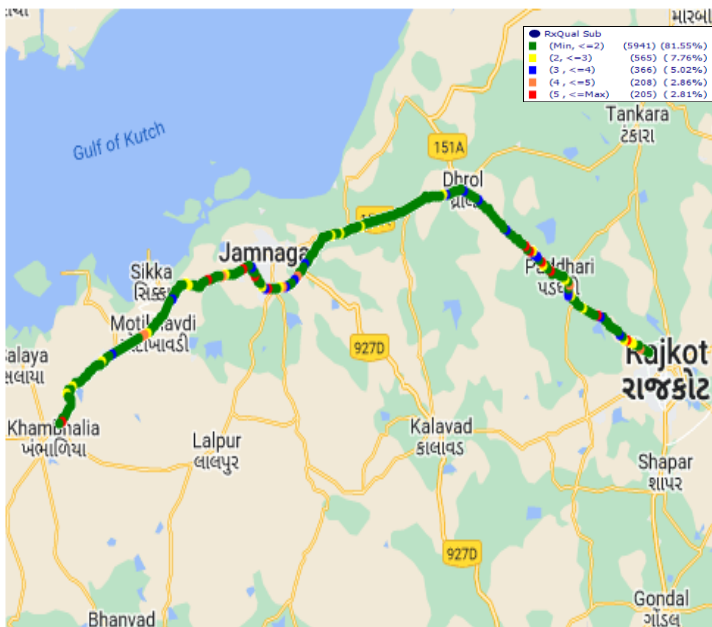 મોરબી
RxQual Sub
(Min, <=2) (5941) (81.55%)
(2, <=3) (565) ( 7.76%)
(3 , <=4) (366) ( 5.02%)
(4 , <=5) (208) ( 2.86%)
(5 , <=Max) (205) ( 2.81%)
Tankara
ટંકારા
Gulf of Kutch
151A
Dhrol
Jamnaga
Sikka
સિક્કા
Paddhari
પડધરી
Motikhavdi
મોટીખાવડી
927D
Rajkot
રાજકોટ
Salaya
સલાયા
Khambhalia
ખંભાળિયા
Lalpur
લાલપુર
Kalavad
કાલાવડ
Shapar
શાપર
927D
Gondal
ગોંડલ
Bhanvad